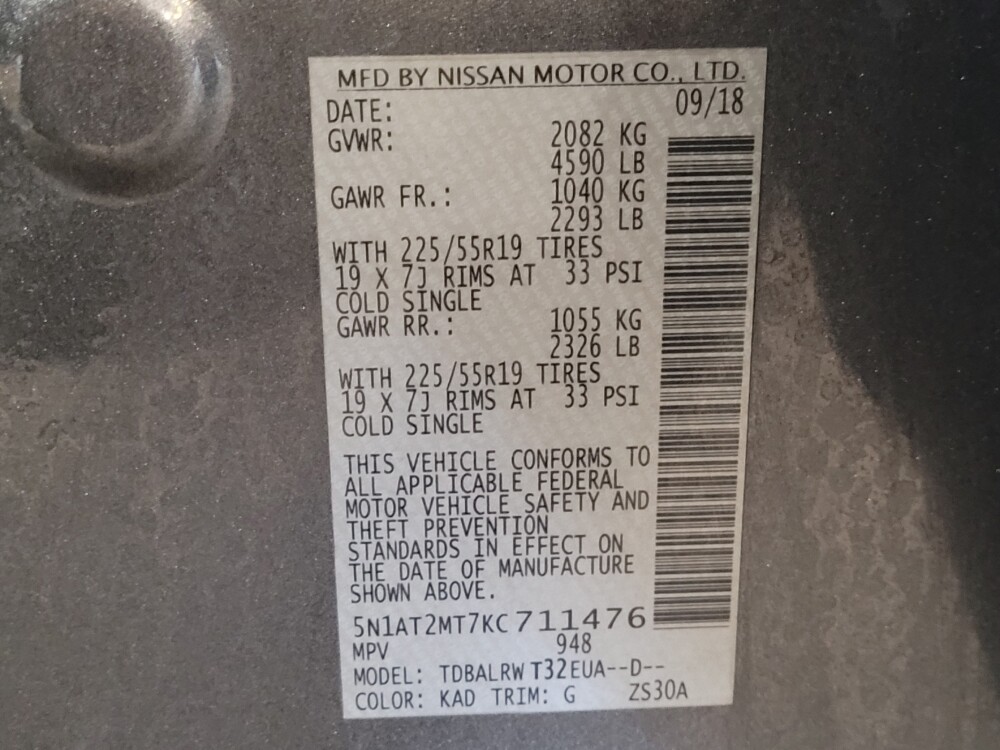 MFD BY NISSAN MOTOR CO., LTD.
DATE: 09/18
GVWR: 2082 KG
4590 LB
GAWR FR.: 1040 KG
2293 LB
WITH 225/55R19 TIRES
19 X 7J RIMS AT 33 PSI
COLD SINGLE
GAWR RR.: 1055 KG
2326 LB
WITH 225/55R19 TIRES
19 X 7J RIMS AT 33 PSI
COLD SINGLE
THIS VEHICLE CONFORMS TO
ALL APPLICABLE FEDERAL
MOTOR VEHICLE SAFETY AND
THEFT PREVENTION
STANDARDS IN EFFECT ON
THE DATE OF MANUFACTURE
SHOWN ABOVE.
5N1AT2MT7KC711476
MPV 948
MODEL: TDBALRWT32EUA--D--
COLOR: KAD TRIM: G ZS30A